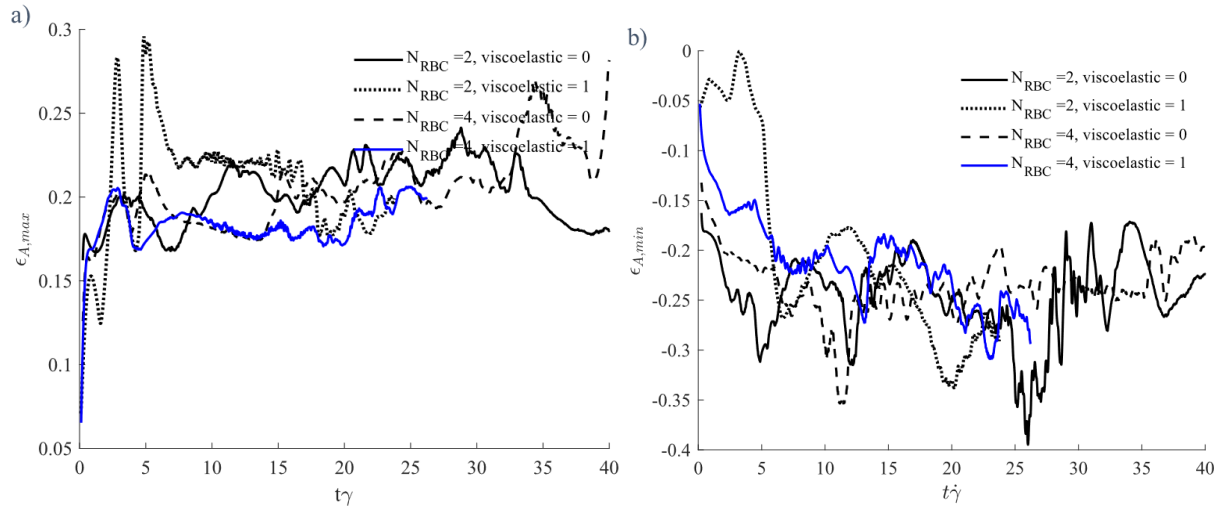 a)
0.3
0.25
0.2
0.15
0.1
0.05
ϵ_A,max
N_RBC =2, viscoelastic = 0
N_RBC =2, viscoelastic = 1
N_RBC =4, viscoelastic = 0
N_RBC =4, viscoelastic = 1
0 5 10 15 20 25 30 35 40
tγ
b)
0
-0.05
-0.1
-0.15
-0.2
-0.25
-0.3
-0.35
-0.4
ϵ_A,min
N_RBC =2, viscoelastic = 0
N_RBC =2, viscoelastic = 1
N_RBC =4, viscoelastic = 0
N_RBC =4, viscoelastic = 1
0 5 10 15 20 25 30 35 40
tγ̇